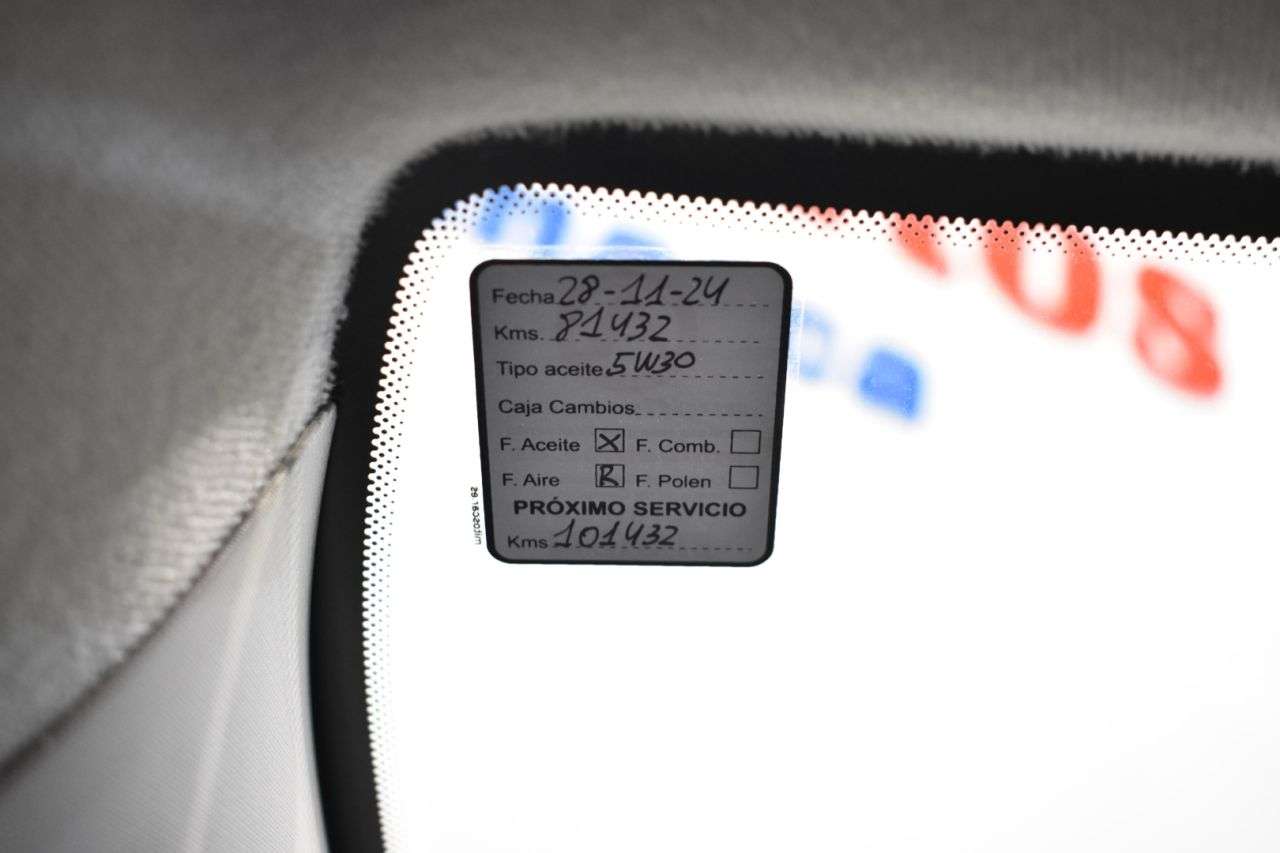 Fecha 28-11-24
Kms. 81432
Tipo aceite 5W30
Caja Cambios
F. Aceite X F. Comb.
F. Aire R F. Polen
PRÓXIMO SERVICIO
Kms 101432